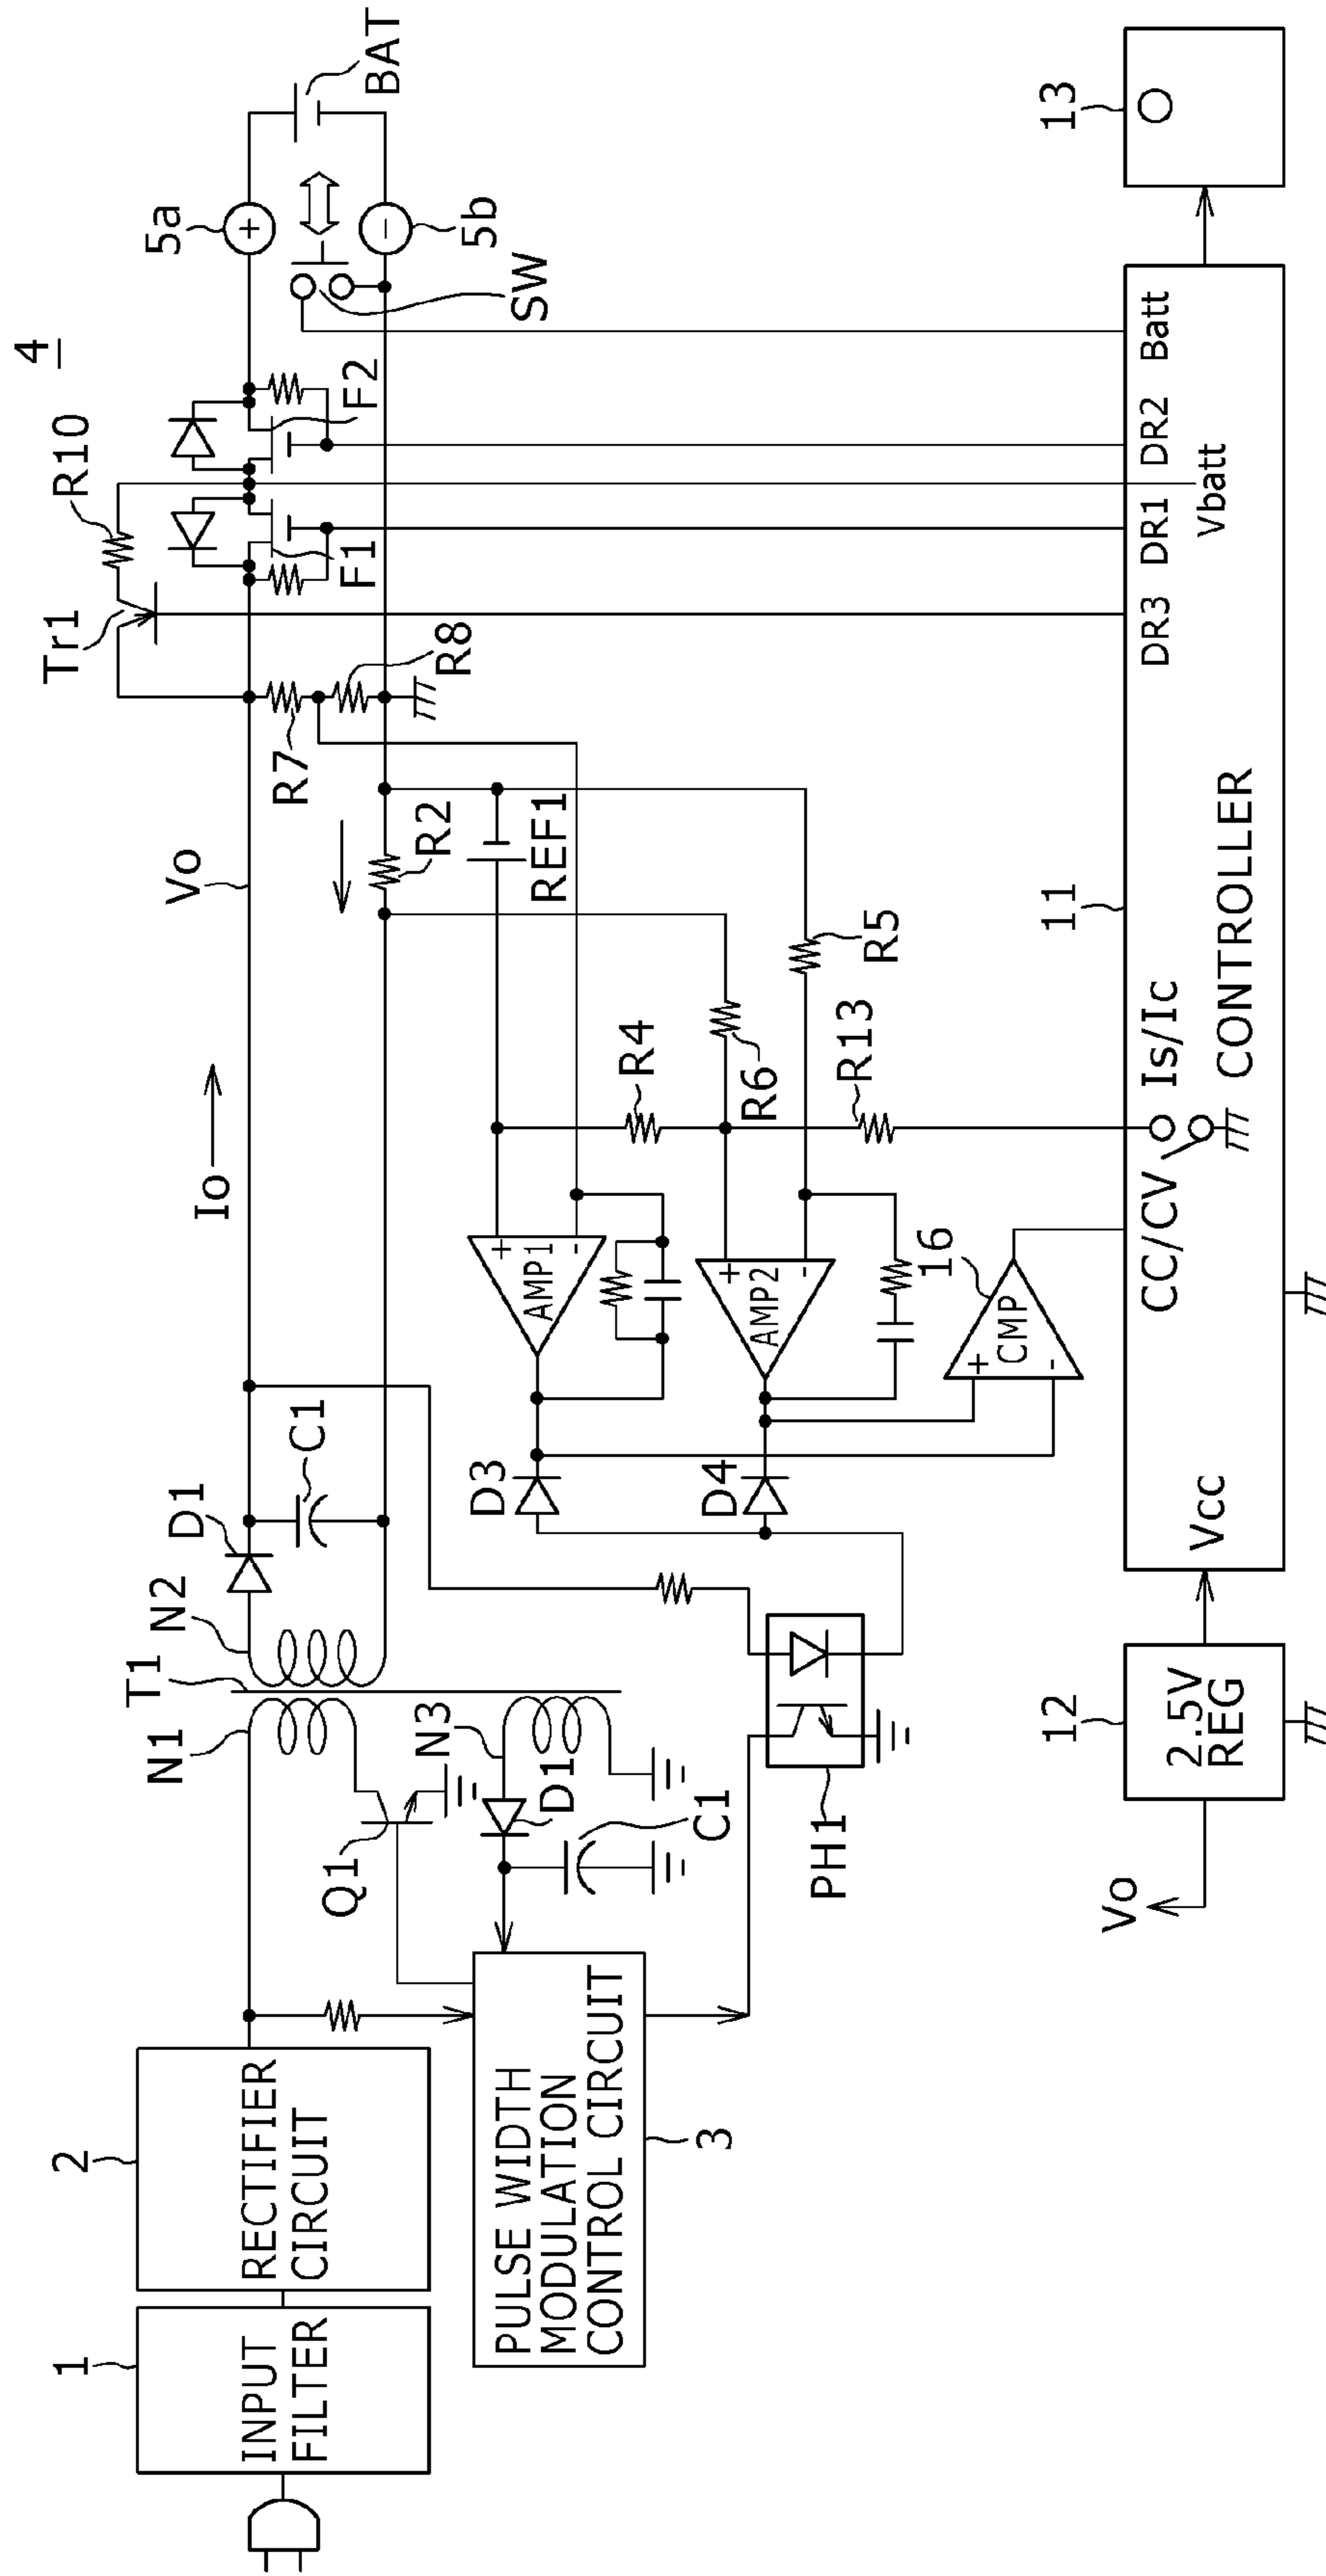 4
1
INPUT
FILTER
2
RECTIFIER
CIRCUIT
N1
T1
N2
D1
C1
Io
Vo
Tr1
R10
5a
BAT
Q1
N3
D1
C1
R7
R8
R2
F1
F2
SW
5b
PULSE WIDTH
MODULATION
CONTROL CIRCUIT
3
PH1
D3
D4
+
AMP1
-
+
AMP2
-
+
CMP
-
16
REF1
R4
R6
R5
R13
+
-
Vo
12
2.5V
REG
Vcc
11
CC/CV
Is/Ic
CONTROLLER
DR3
DR1
Vbatt
DR2
Batt
13